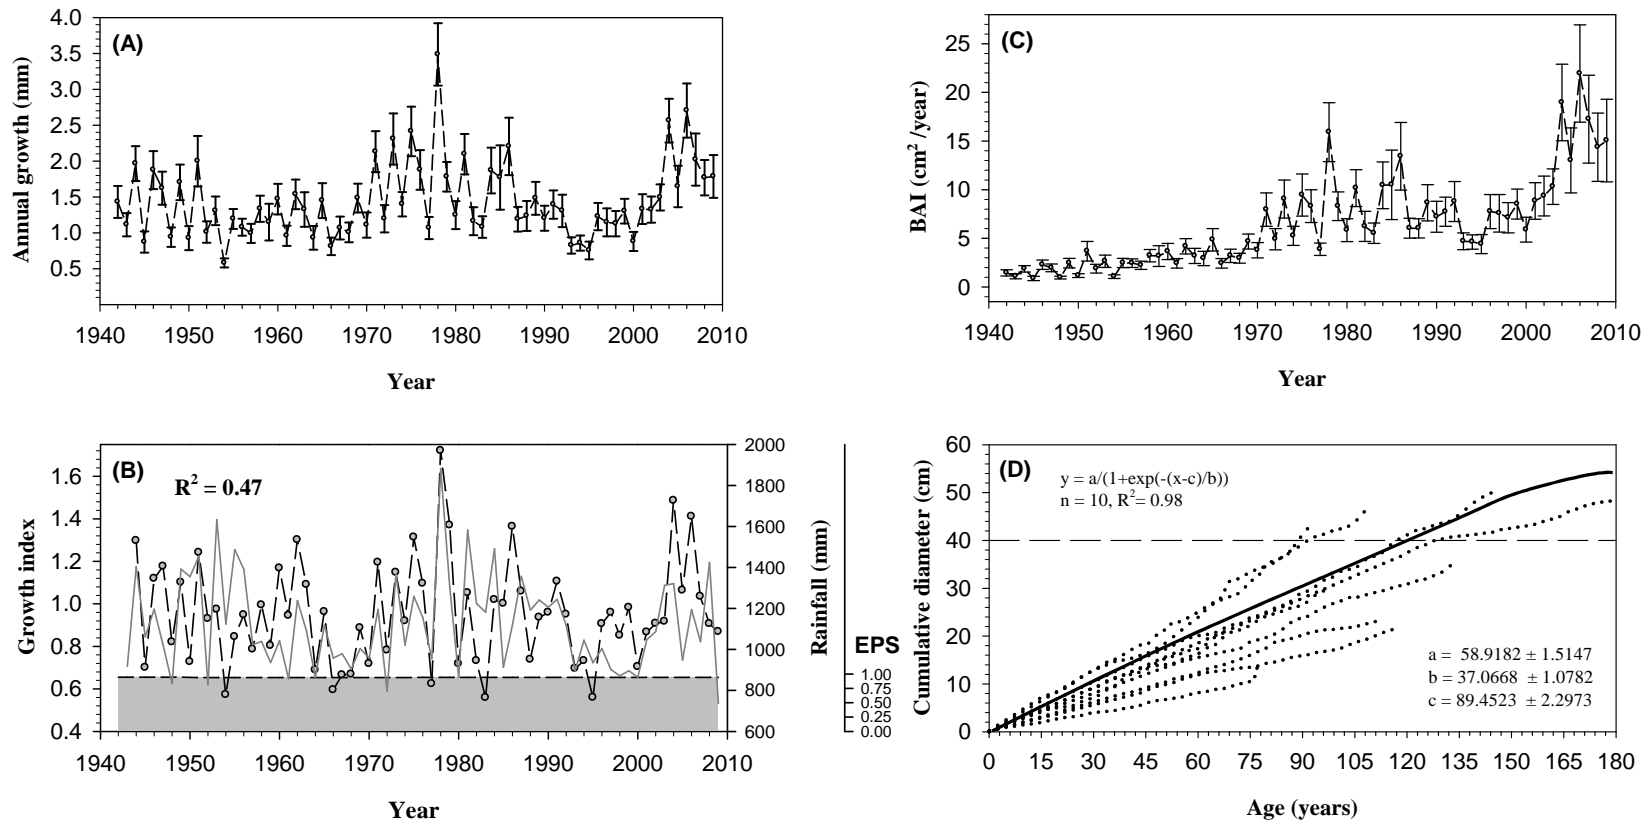 (A)
Annual growth (mm)
4.0
3.5
3.0
2.5
2.0
1.5
1.0
0.5
1940 1950 1960 1970 1980 1990 2000 2010
Year
(C)
BAI (cm2 /year)
25
20
15
10
5
0
1940 1950 1960 1970 1980 1990 2000 2010
Year
(B)
R2 = 0.47
Growth index
1.6
1.4
1.2
1.0
0.8
0.6
0.4
2000
1800
1600
1400
1200
1000
800
600
Rainfall (mm)
EPS
1.00
0.75
0.50
0.25
0.00
1940 1950 1960 1970 1980 1990 2000 2010
Year
(D)
y = a/(1+exp(-(x-c)/b))
n = 10, R2= 0.98
Cumulative diameter (cm)
60
50
40
30
20
10
0
a = 58.9182 ± 1.5147
b = 37.0668 ± 1.0782
c = 89.4523 ± 2.2973
0 15 30 45 60 75 90 105 120 135 150 165 180
Age (years)